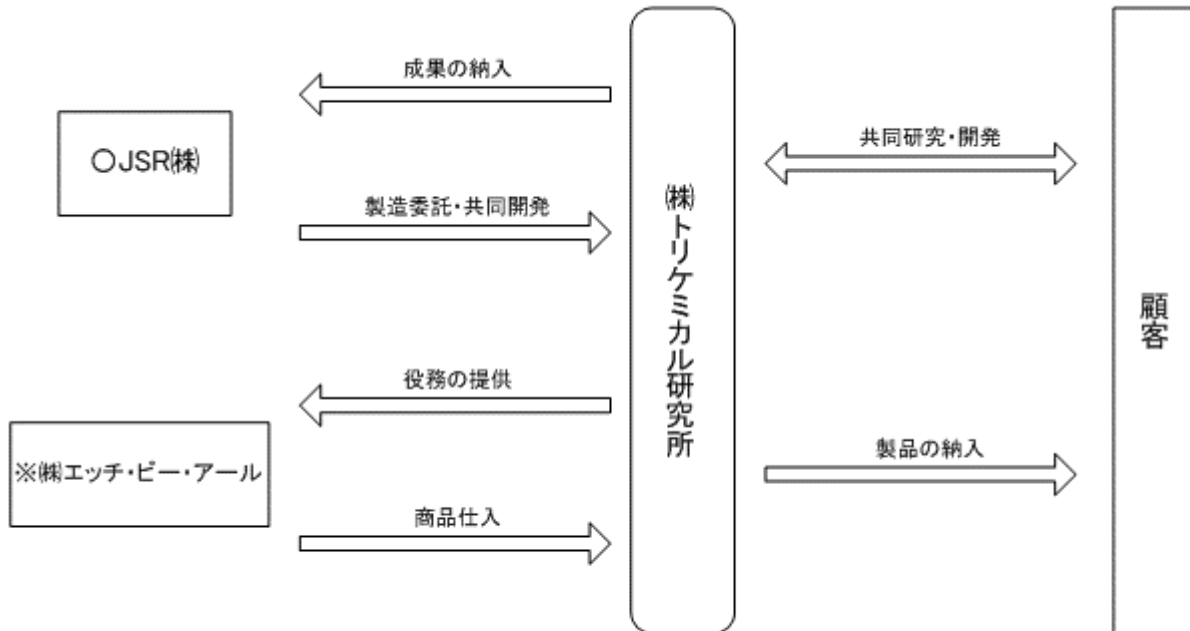 成果の納入
〇JSR㈱
製造委託・共同開発
役務の提供
※㈱エッチ・ビー・アール
商品仕入
㈱トリケミカル研究所
共同研究・開発
製品の納入
顧客